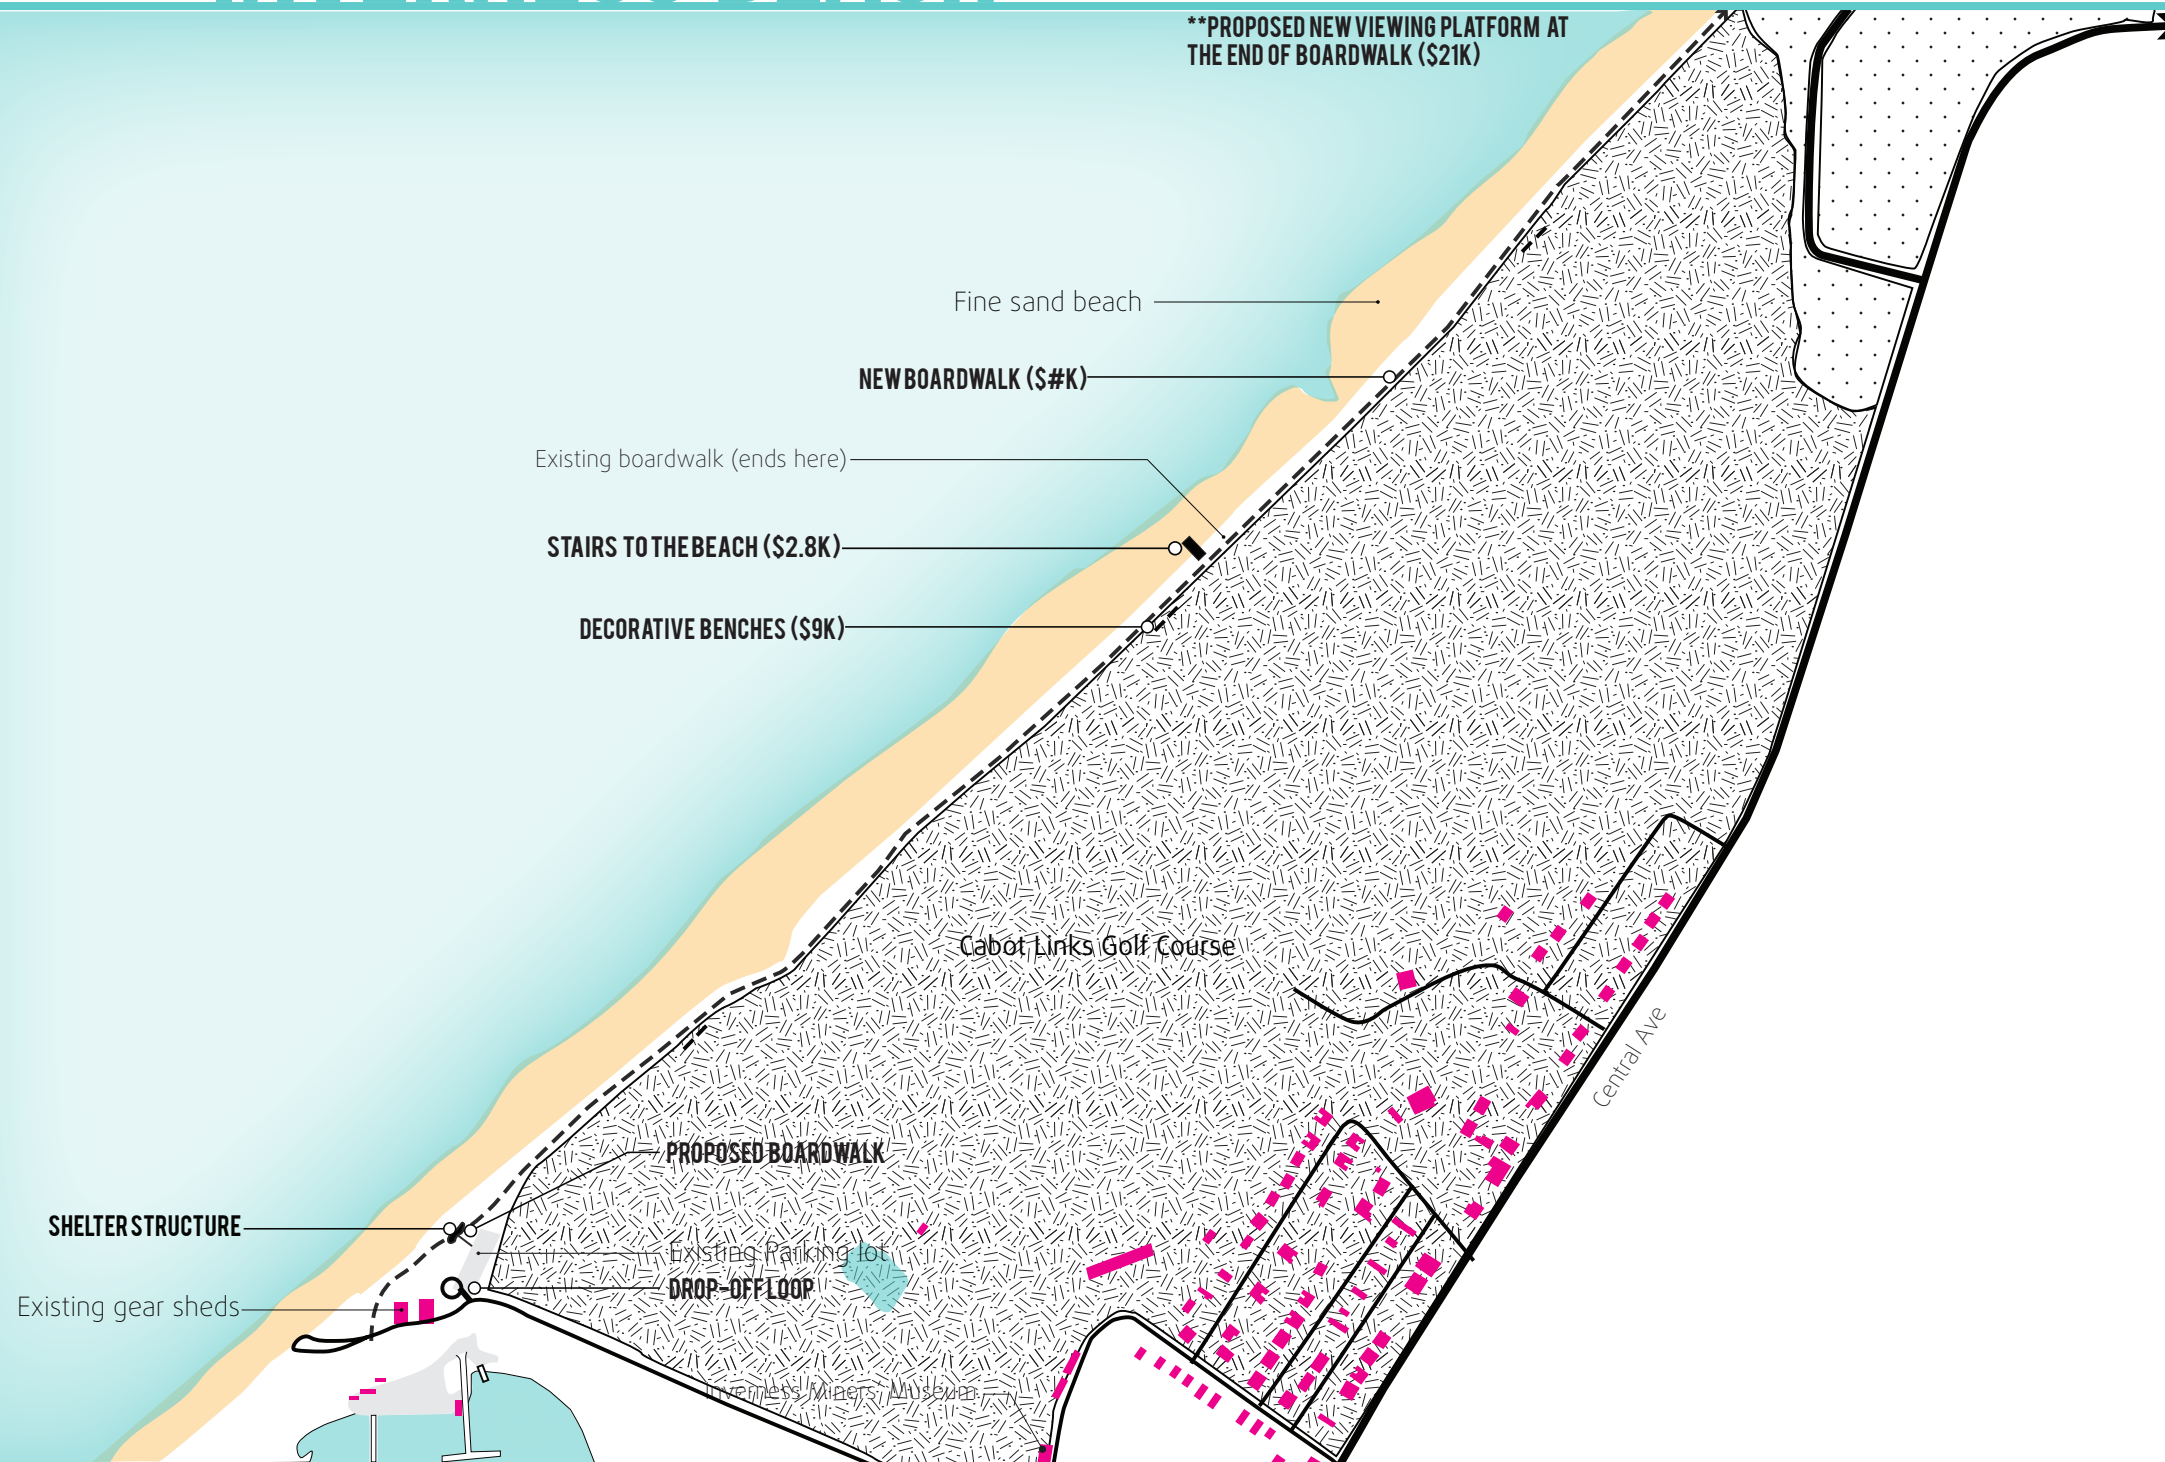 **PROPOSED NEW VIEWING PLATFORM AT
THE END OF BOARDWALK ($21K)
Fine sand beach
NEW BOARDWALK ($#K)
Existing boardwalk (ends here)
STAIRS TO THE BEACH ($2.8K)
DECORATIVE BENCHES ($9K)
Cabot Links Golf Course
Central Ave
PROPOSED BOARDWALK
SHELTER STRUCTURE
Existing Parking lot
DROP-OFF LOOP
Existing gear sheds
Inverness Miners' Museum